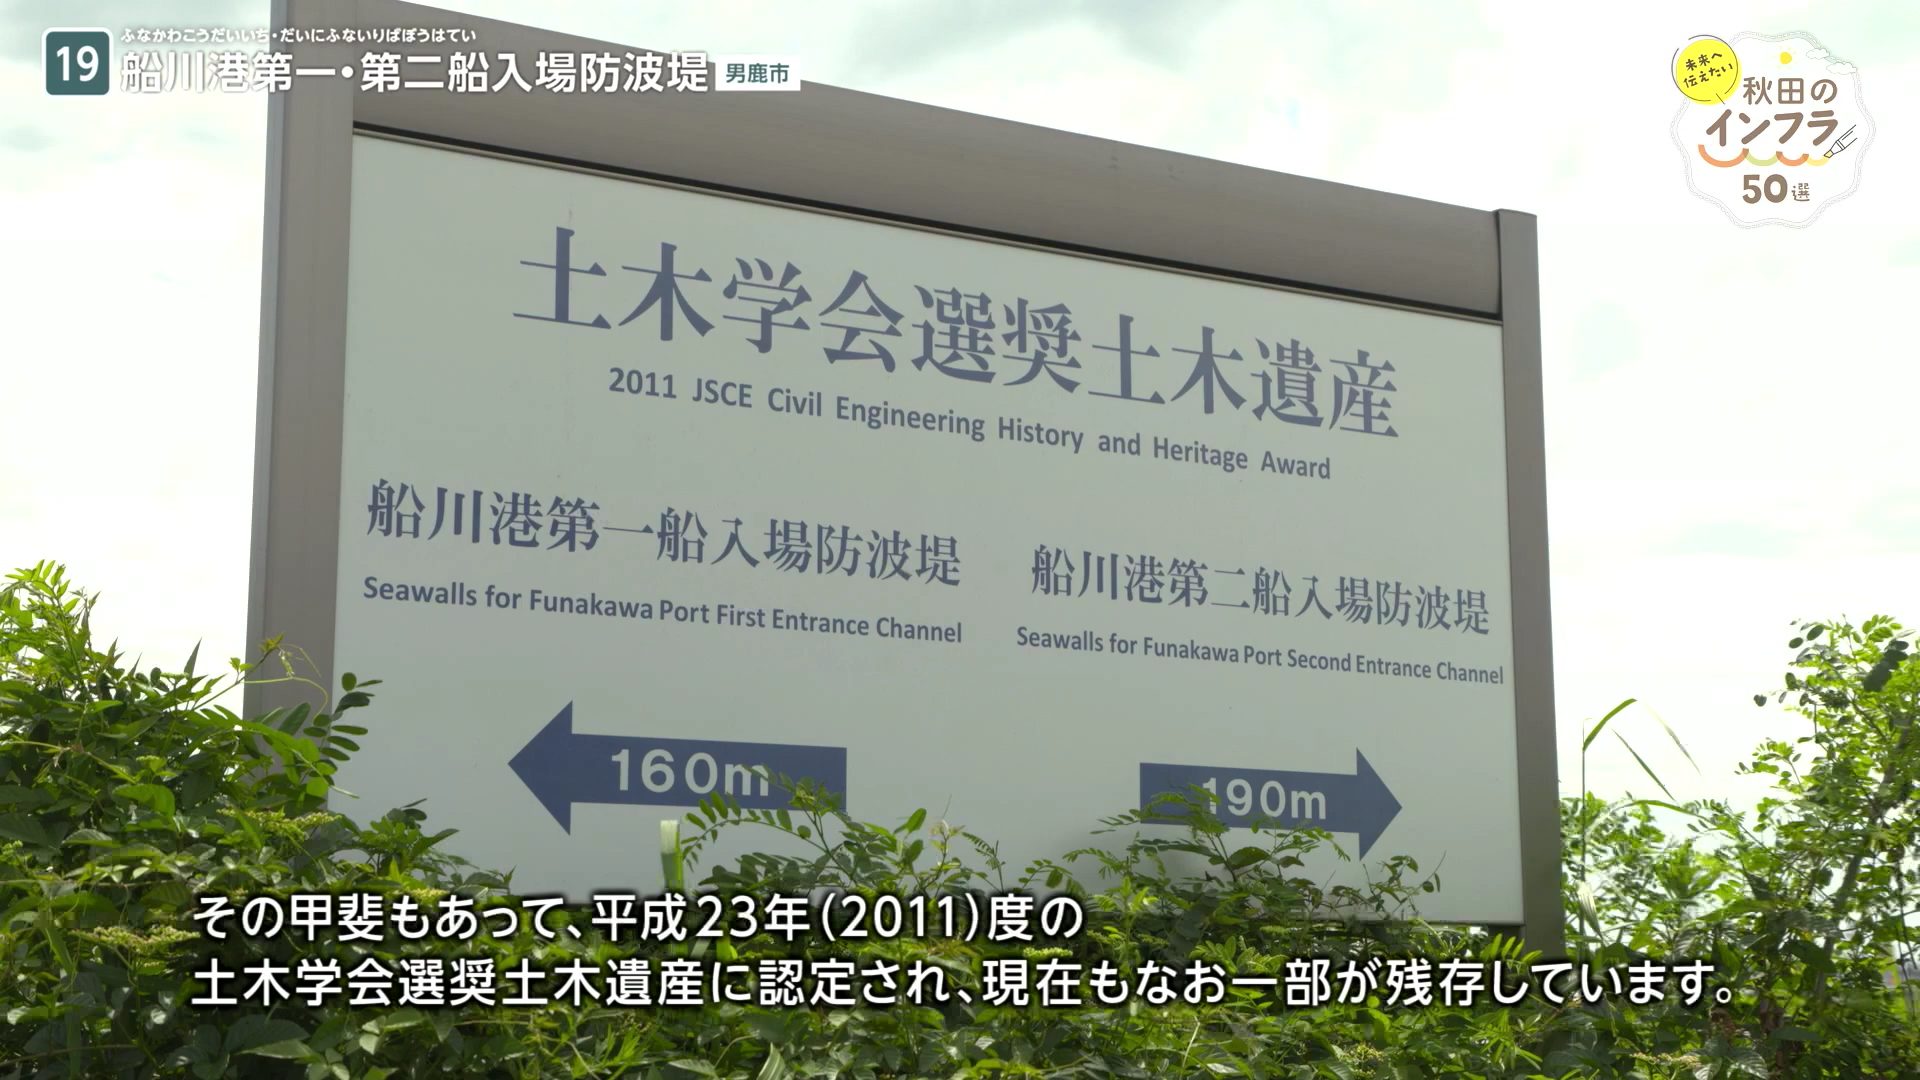 19
ふなかわこうだいいち・だいにふないりばぼうはてい
船川港第一・第二船入場防波堤 男鹿市
未来へ
伝えたい
秋田の
インフラ
50選
土木学会選奨土木遺産
2011 JSCE Civil Engineering History and Heritage Award
船川港第一船入場防波堤
Seawalls for Funakawa Port First Entrance Channel
160m
船川港第二船入場防波堤
Seawalls for Funakawa Port Second Entrance Channel
190m
その甲斐もあって、平成23年(2011)度の
土木学会選奨土木遺産に認定され、現在もなお一部が残存しています。